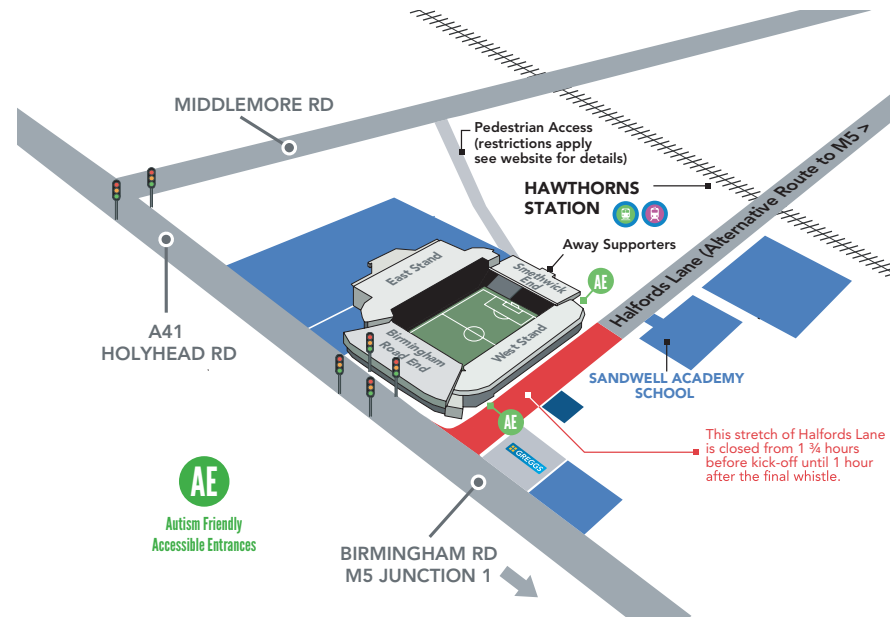 MIDDLEMORE RD
Pedestrian Access
(restrictions apply
see website for details)
HAWTHORNS
STATION
Halfords Lane (Alternative Route to M5 >
Away Supporters
East Stand
Smethwick
End
AE
A41
HOLYHEAD RD
Birmingham
Road End
West Stand
SANDWELL ACADEMY
SCHOOL
AE
This stretch of Halfords Lane
is closed from 1 ¾ hours
before kick-off until 1 hour
after the final whistle.
GREGGS
AE
Autism Friendly
Accessible Entrances
BIRMINGHAM RD
M5 JUNCTION 1